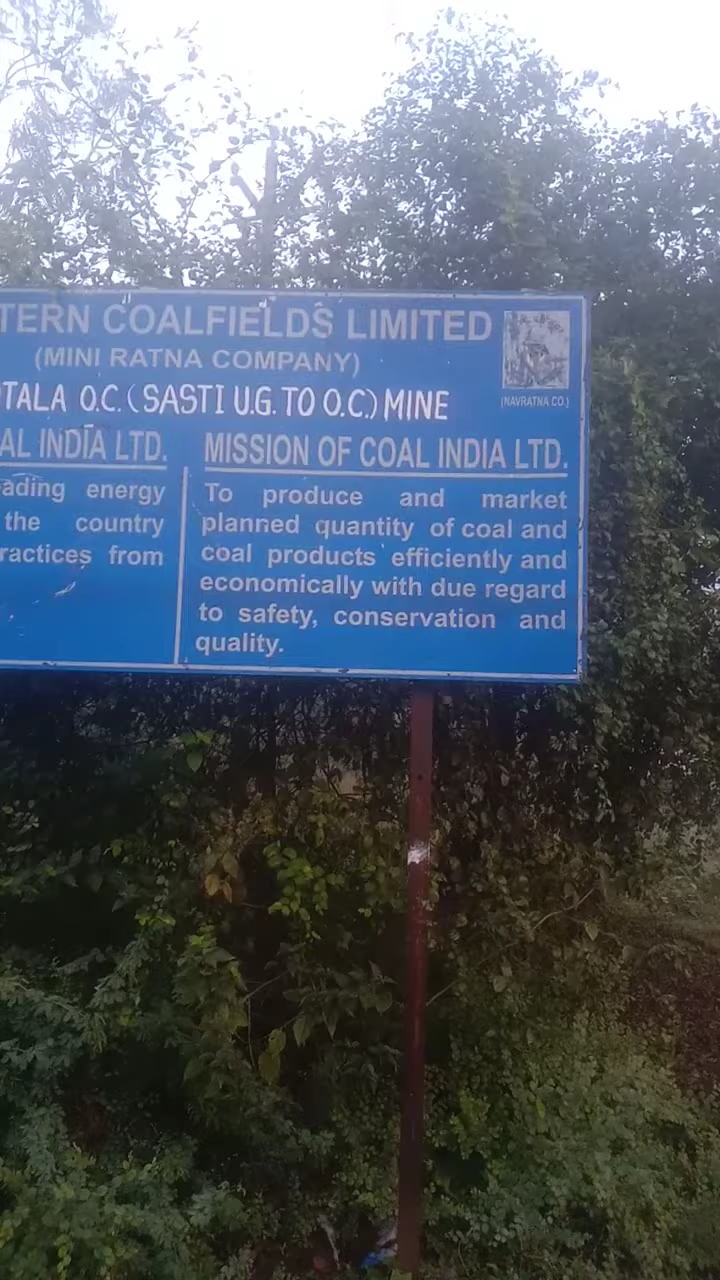 TERN COALFIELDS LIMITED
(MINI RATNA COMPANY)
(NAVRATNA CO.)
TALA O.C. (SASTI U.G. TO O.C.) MINE
AL INDIA LTD.
ading energy
the country
ractices from
MISSION OF COAL INDIA LTD.
To produce and market
planned quantity of coal and
coal products efficiently and
economically with due regard
to safety, conservation and
quality.